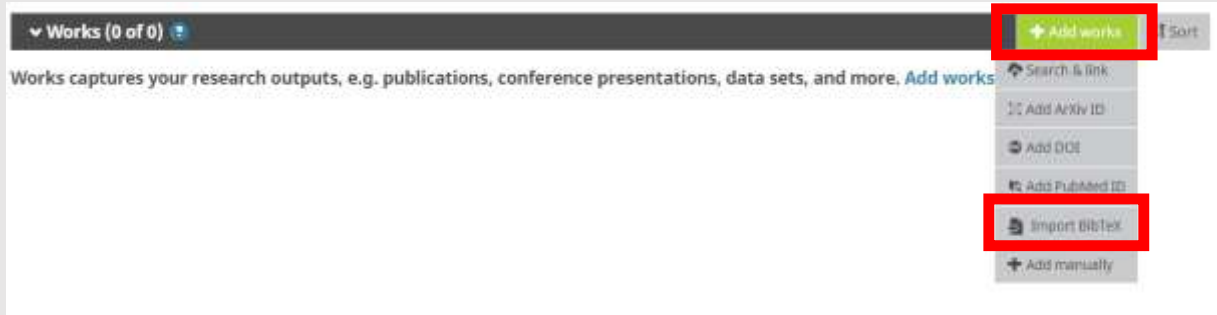 Works (0 of 0) ?
+ Add works
Sort
Works captures your research outputs, e.g. publications, conference presentations, data sets, and more. Add works
Search & link
Add ArXiv ID
Add DOI
Add PubMed ID
Import BibTeX
Add manually